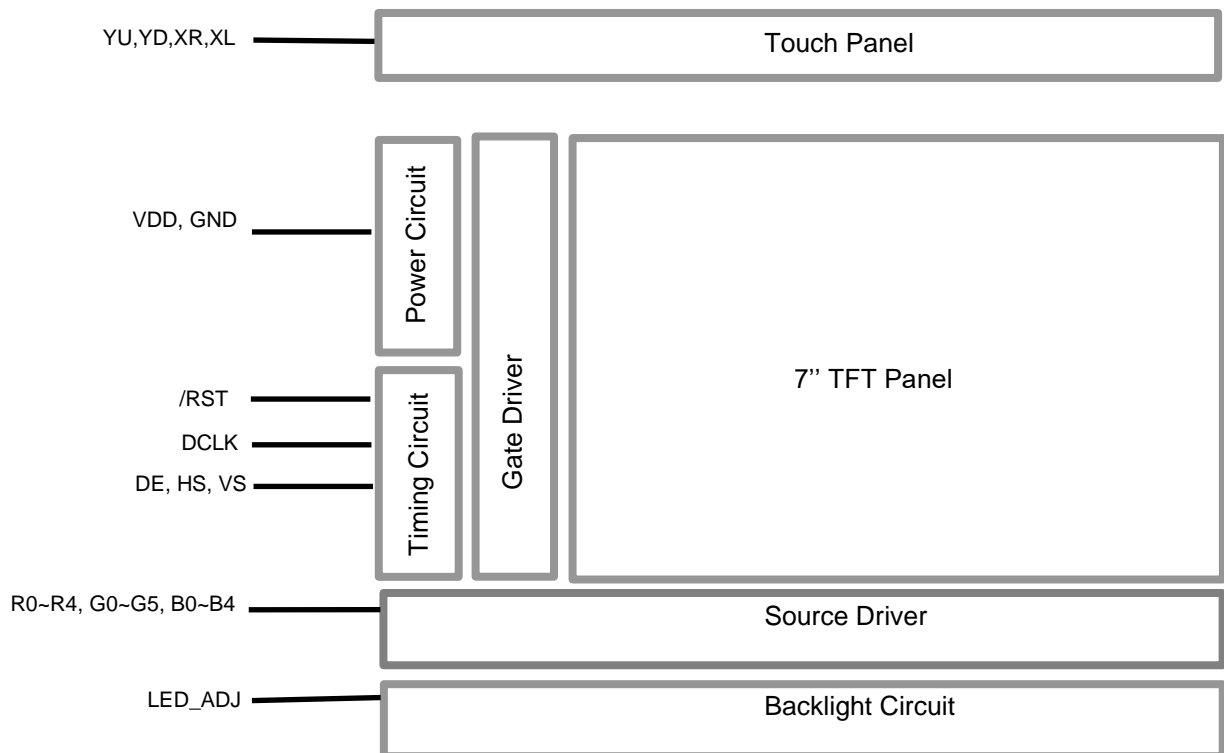 YU,YD,XR,XL
Touch Panel
Power Circuit
VDD, GND
Gate Driver
7’’ TFT Panel
Timing Circuit
/RST
DCLK
DE, HS, VS
R0~R4, G0~G5, B0~B4
Source Driver
LED_ADJ
Backlight Circuit